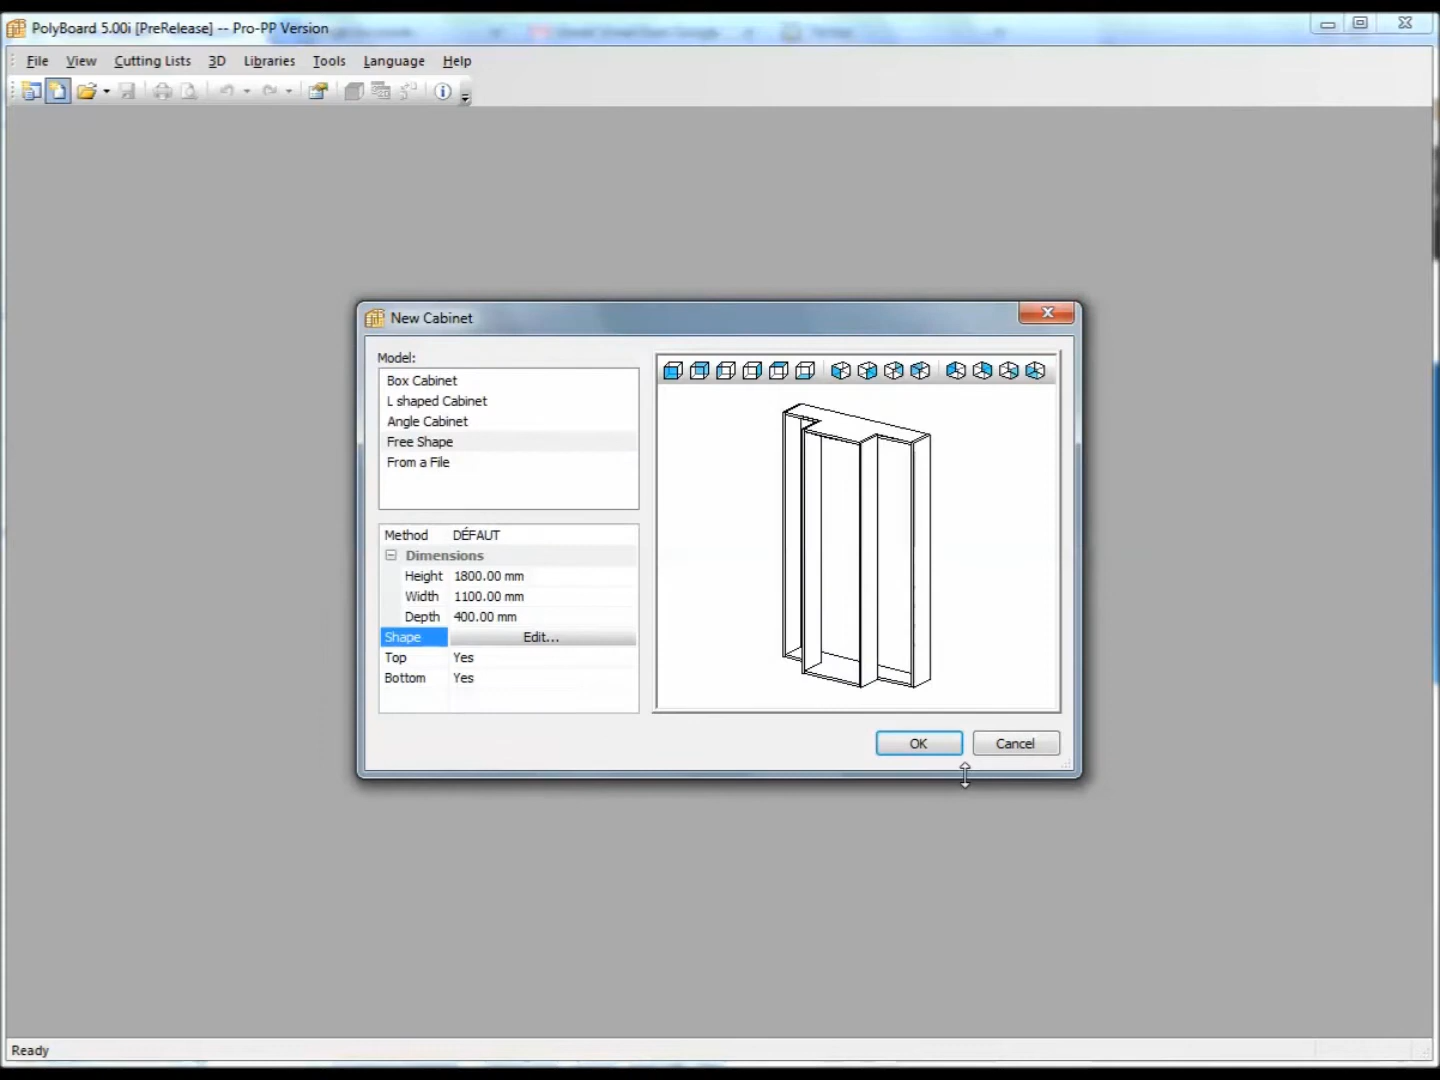 PolyBoard 5.00i [PreRelease] -- Pro-PP Version
File View Cutting Lists 3D Libraries Tools Language Help
New Cabinet
Model:
Box Cabinet
L shaped Cabinet
Angle Cabinet
Free Shape
From a File
Method DÉFAUT
Dimensions
Height 1800.00 mm
Width 1100.00 mm
Depth 400.00 mm
Shape Edit...
Top Yes
Bottom Yes
OK Cancel
Ready